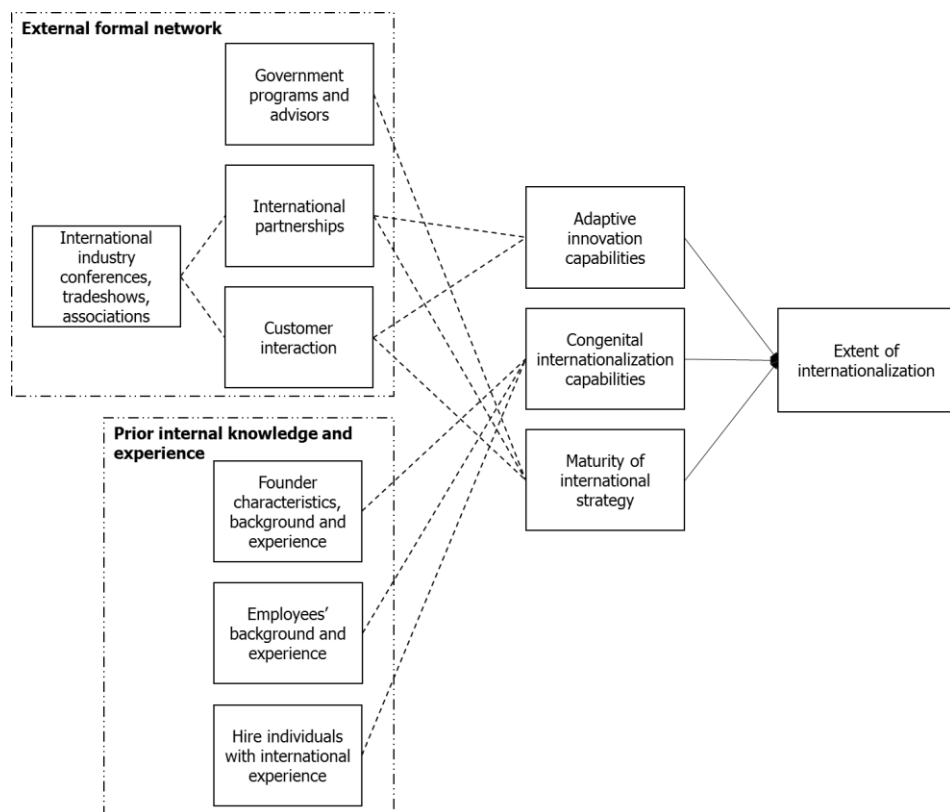 External formal network
Government
programs and
advisors
International
partnerships
International
industry
conferences,
tradeshows,
associations
Customer
interaction
Adaptive
innovation
capabilities
Congenital
internationalization
capabilities
Maturity of
international
strategy
Extent of
internationalization
Prior internal knowledge and
experience
Founder
characteristics,
background and
experience
Employees’
background and
experience
Hire individuals
with international
experience